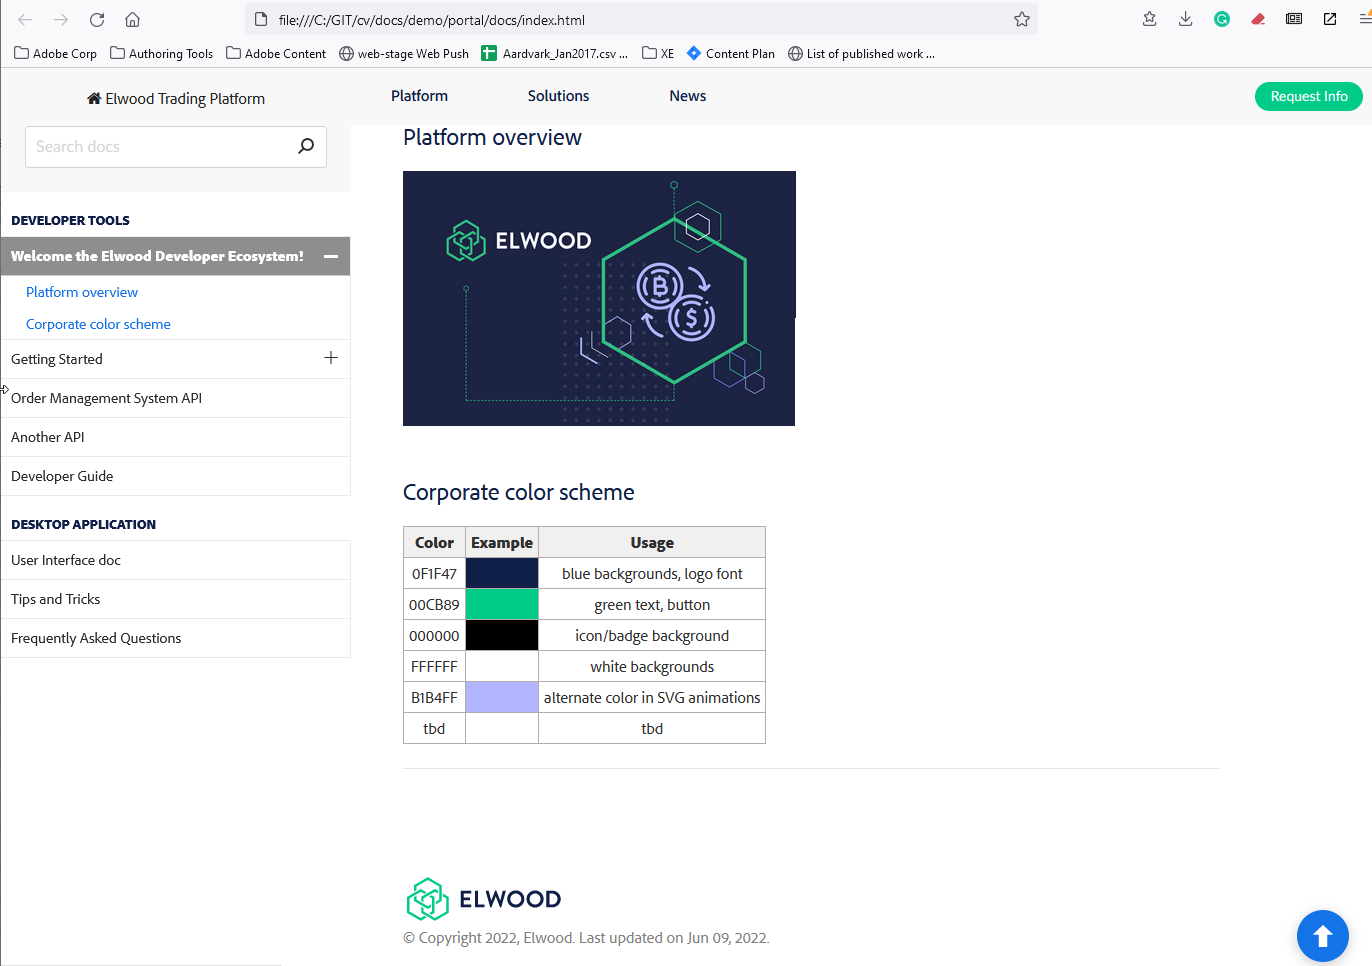 file:///C:/GIT/cv/docs/demo/portal/docs/index.html
Adobe Corp Authoring Tools Adobe Content web-stage Web Push Aardvark_Jan2017.csv ... XE Content Plan List of published work ...
Elwood Trading Platform
Platform Solutions News Request Info
Search docs
DEVELOPER TOOLS
Welcome the Elwood Developer Ecosystem!
Platform overview
Corporate color scheme
Getting Started
Order Management System API
Another API
Developer Guide
DESKTOP APPLICATION
User Interface doc
Tips and Tricks
Frequently Asked Questions
Platform overview
ELWOOD
Corporate color scheme
Color Example Usage
0F1F47 blue backgrounds, logo font
00CB89 green text, button
000000 icon/badge background
FFFFFF white backgrounds
B1B4FF alternate color in SVG animations
tbd tbd
ELWOOD
© Copyright 2022, Elwood. Last updated on Jun 09, 2022.